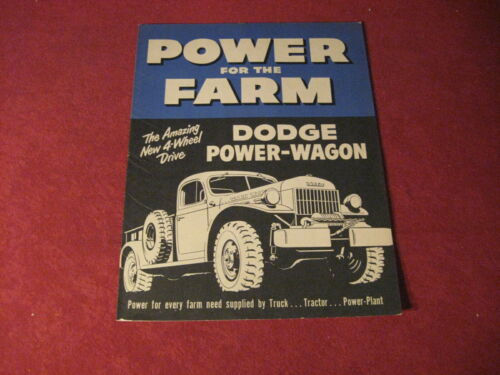 POWER
FOR THE
FARM
The Amazing
New 4-Wheel
Drive
DODGE
POWER-WAGON
Power for every farm need supplied by Truck . . . Tractor . . . Power-Plant